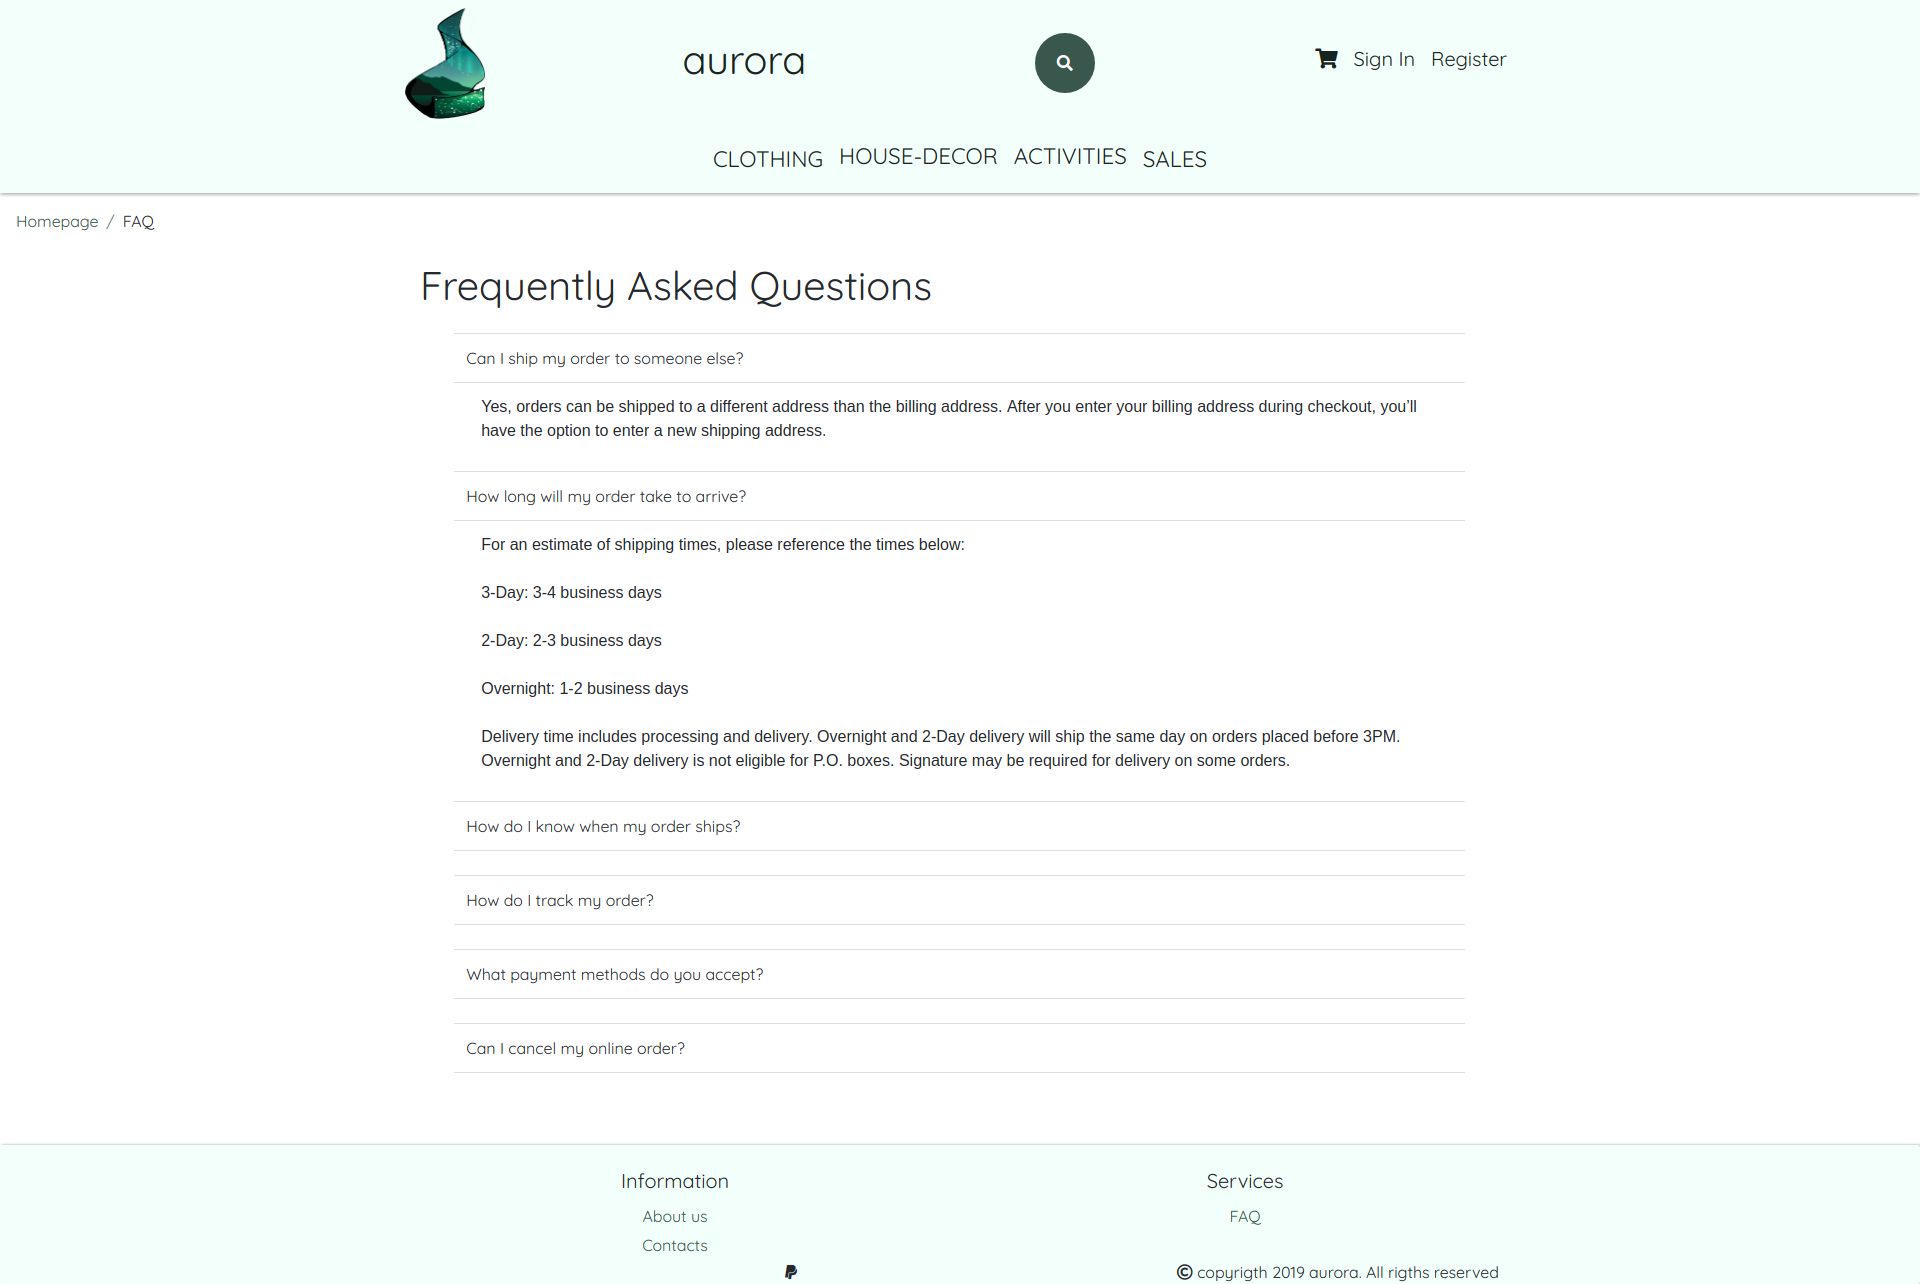 aurora
Sign In Register
CLOTHING HOUSE-DECOR ACTIVITIES SALES
Homepage / FAQ
Frequently Asked Questions
Can I ship my order to someone else?
Yes, orders can be shipped to a different address than the billing address. After you enter your billing address during checkout, you’ll
have the option to enter a new shipping address.
How long will my order take to arrive?
For an estimate of shipping times, please reference the times below:
3-Day: 3-4 business days
2-Day: 2-3 business days
Overnight: 1-2 business days
Delivery time includes processing and delivery. Overnight and 2-Day delivery will ship the same day on orders placed before 3PM.
Overnight and 2-Day delivery is not eligible for P.O. boxes. Signature may be required for delivery on some orders.
How do I know when my order ships?
How do I track my order?
What payment methods do you accept?
Can I cancel my online order?
Information
About us
Contacts
Services
FAQ
© copyrigth 2019 aurora. All rigths reserved